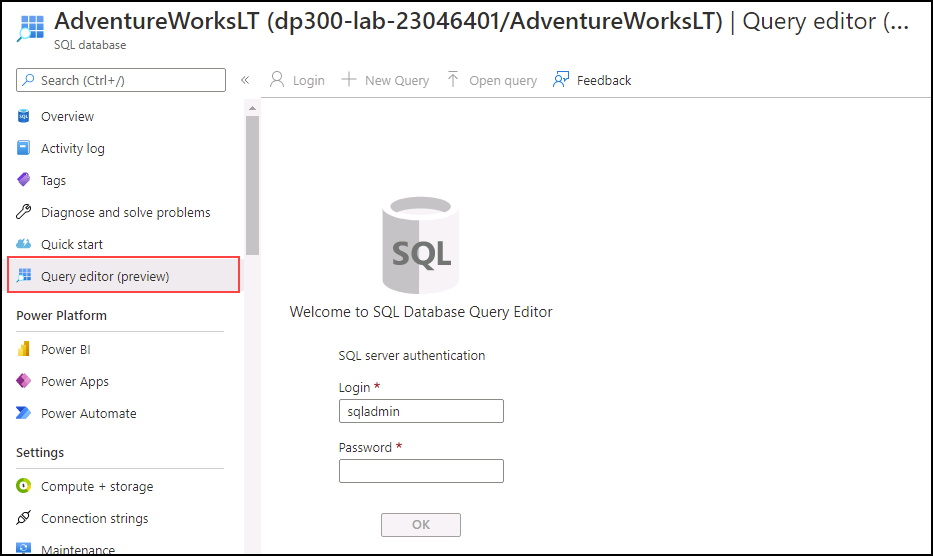 AdventureWorksLT (dp300-lab-23046401/AdventureWorksLT) | Query editor (...
SQL database
Search (Ctrl+/)
«
Login
New Query
Open query
Feedback
SQL
Overview
Activity log
Tags
Diagnose and solve problems
Quick start
Query editor (preview)
Power Platform
Power BI
Power Apps
Power Automate
Settings
Compute + storage
Connection strings
Maintenance
SQL
Welcome to SQL Database Query Editor
SQL server authentication
Login *
sqladmin
Password *
OK